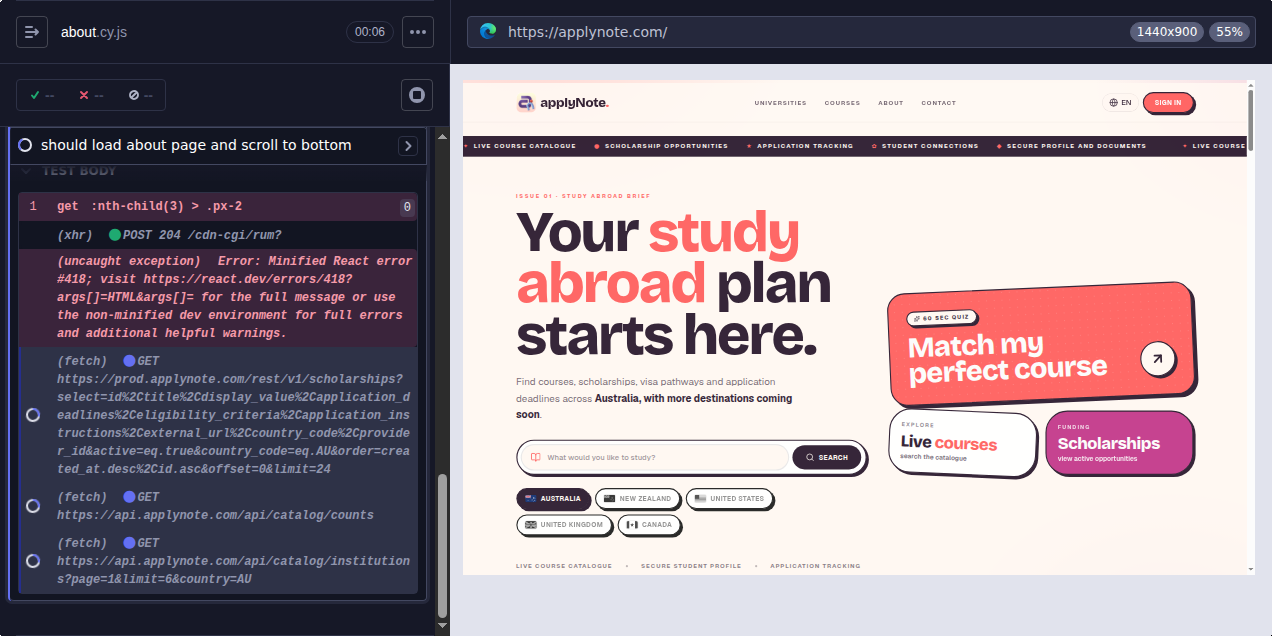 about.cy.js
00:06
--
--
--
should load about page and scroll to bottom
TEST BODY
1 get :nth-child(3) > .px-2 0
(xhr) POST 204 /cdn-cgi/rum?
(uncaught exception) Error: Minified React error
#418; visit https://react.dev/errors/418?
args[]=HTML&args[]= for the full message or use
the non-minified dev environment for full errors
and additional helpful warnings.
(fetch) GET
https://prod.applynote.com/rest/v1/scholarships?
select=id%2Ctitle%2Cdisplay_value%2Capplication_d
eadlines%2Celigibility_criteria%2Capplication_ins
tructions%2Cexternal_url%2Ccountry_code%2Cprovide
r_id&active=eq.true&country_code=eq.AU&order=crea
ted_at.desc%2Cid.asc&offset=0&limit=24
(fetch) GET
https://api.applynote.com/api/catalog/counts
(fetch) GET
https://api.applynote.com/api/catalog/institution
s?page=1&limit=6&country=AU
https://applynote.com/
1440x900 55%
applyNote.
UNIVERSITIES COURSES ABOUT CONTACT
EN
SIGN IN
LIVE COURSE CATALOGUE SCHOLARSHIP OPPORTUNITIES APPLICATION TRACKING STUDENT CONNECTIONS SECURE PROFILE AND DOCUMENTS LIVE COURSE
ISSUE 01 · STUDY ABROAD BRIEF
Your study
abroad plan
starts here.
Find courses, scholarships, visa pathways and application
deadlines across Australia, with more destinations coming
soon.
What would you like to study?
SEARCH
AUSTRALIA NEW ZEALAND UNITED STATES
UNITED KINGDOM CANADA
LIVE COURSE CATALOGUE • SECURE STUDENT PROFILE • APPLICATION TRACKING
60 SEC QUIZ
Match my
perfect course
EXPLORE
Live courses
search the catalogue
FUNDING
Scholarships
view active opportunities